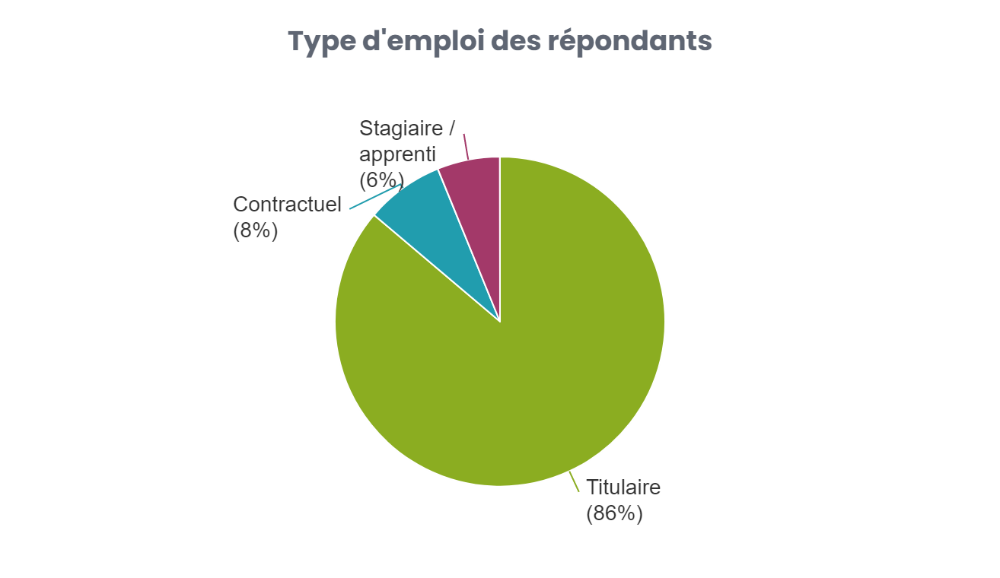 Type d'emploi des répondants
Stagiaire /
apprenti
(6%)
Contractuel
(8%)
Titulaire
(86%)